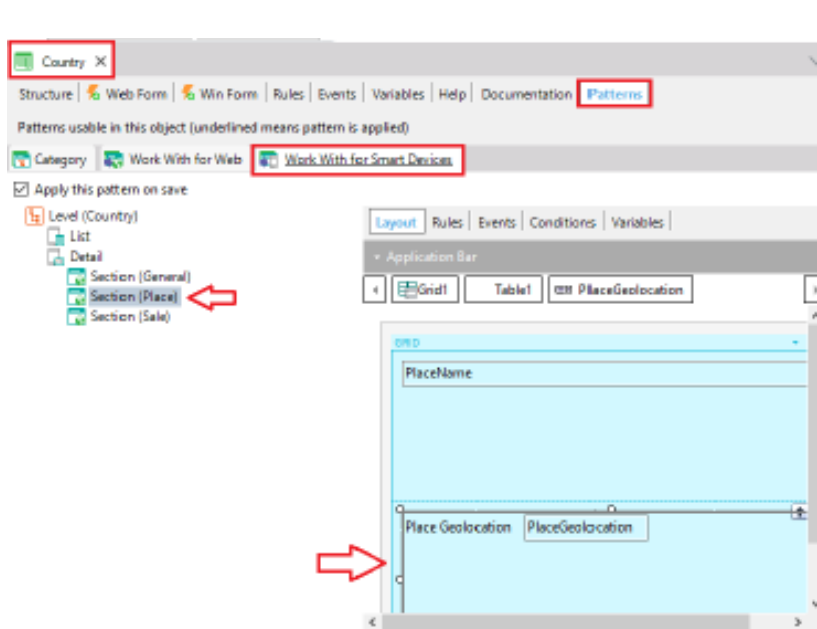 Country X
Structure Web Form Win Form Rules Events Variables Help Documentation Patterns
Patterns usable in this object (underlined means pattern is applied)
Category Work With for Web Work With for Smart Devices
Apply this pattern on save
Level (Country)
List
Detail
Section (General)
Section (Place)
Section (Sale)
Layout Rules Events Conditions Variables
Application Bar
Grid1 Table1 PlaceGeolocation
GRID
PlaceName
Place Geolocation PlaceGeolocation